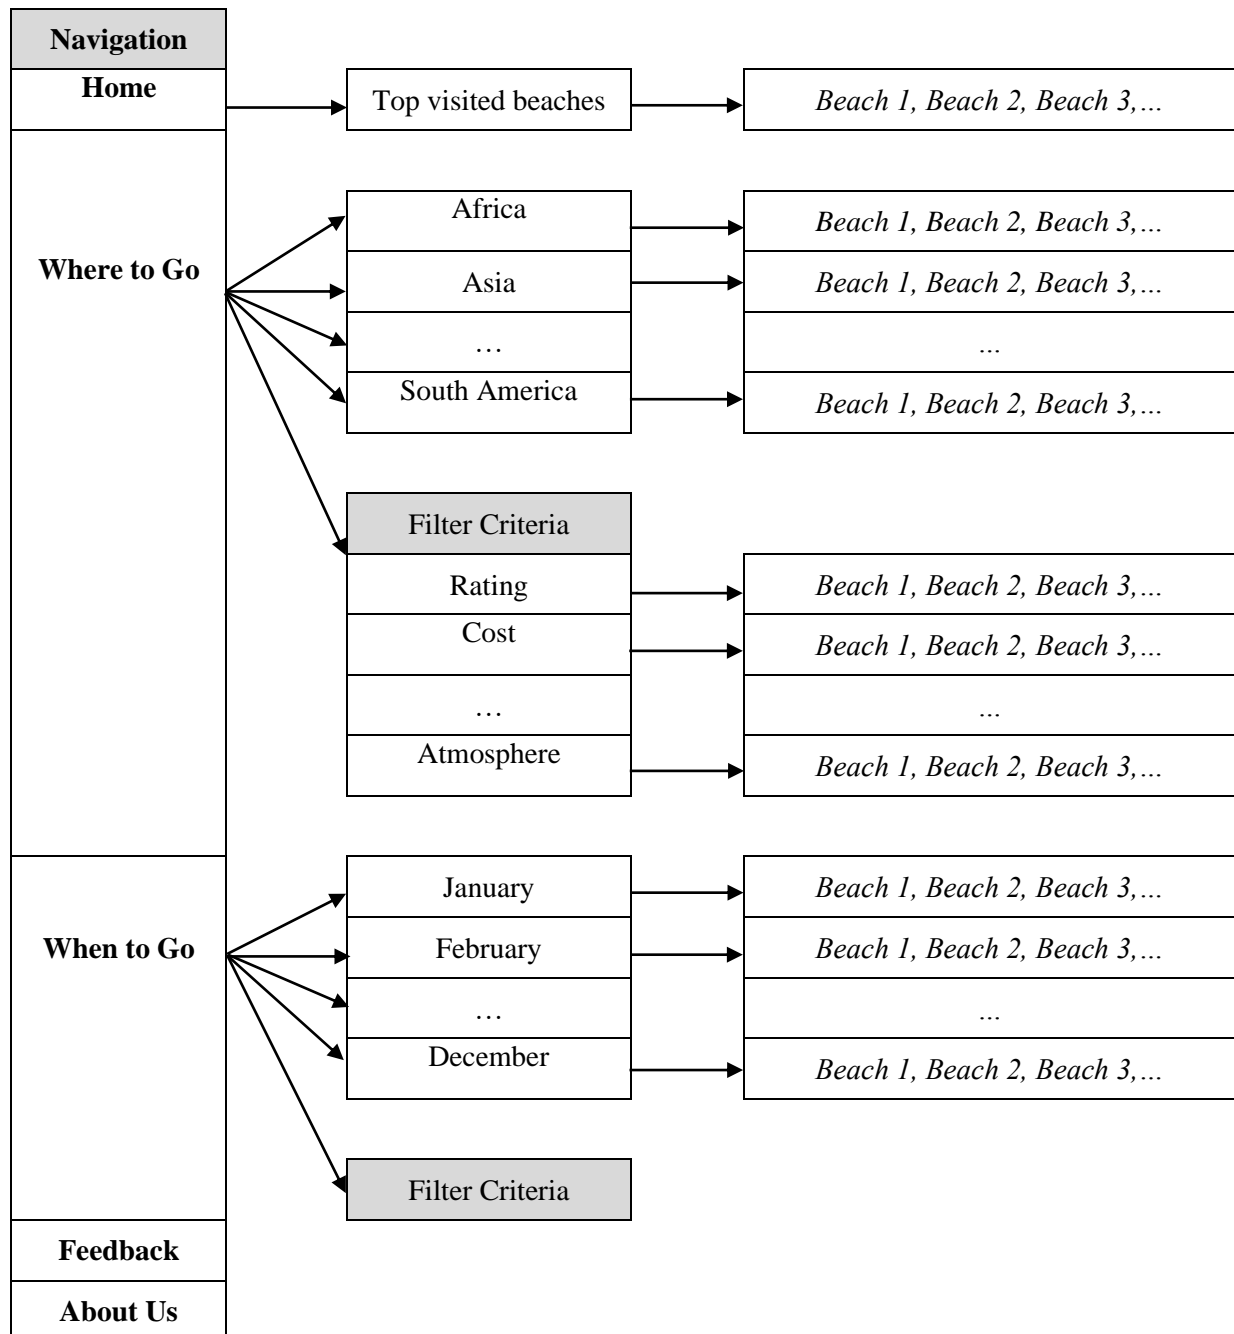 Navigation
Home
Top visited beaches
Beach 1, Beach 2, Beach 3,…
Where to Go
Africa
Beach 1, Beach 2, Beach 3,…
Asia
Beach 1, Beach 2, Beach 3,…
…
...
South America
Beach 1, Beach 2, Beach 3,…
Filter Criteria
Rating
Beach 1, Beach 2, Beach 3,…
Cost
Beach 1, Beach 2, Beach 3,…
…
...
Atmosphere
Beach 1, Beach 2, Beach 3,…
When to Go
January
Beach 1, Beach 2, Beach 3,…
February
Beach 1, Beach 2, Beach 3,…
…
...
December
Beach 1, Beach 2, Beach 3,…
Filter Criteria
Feedback
About Us